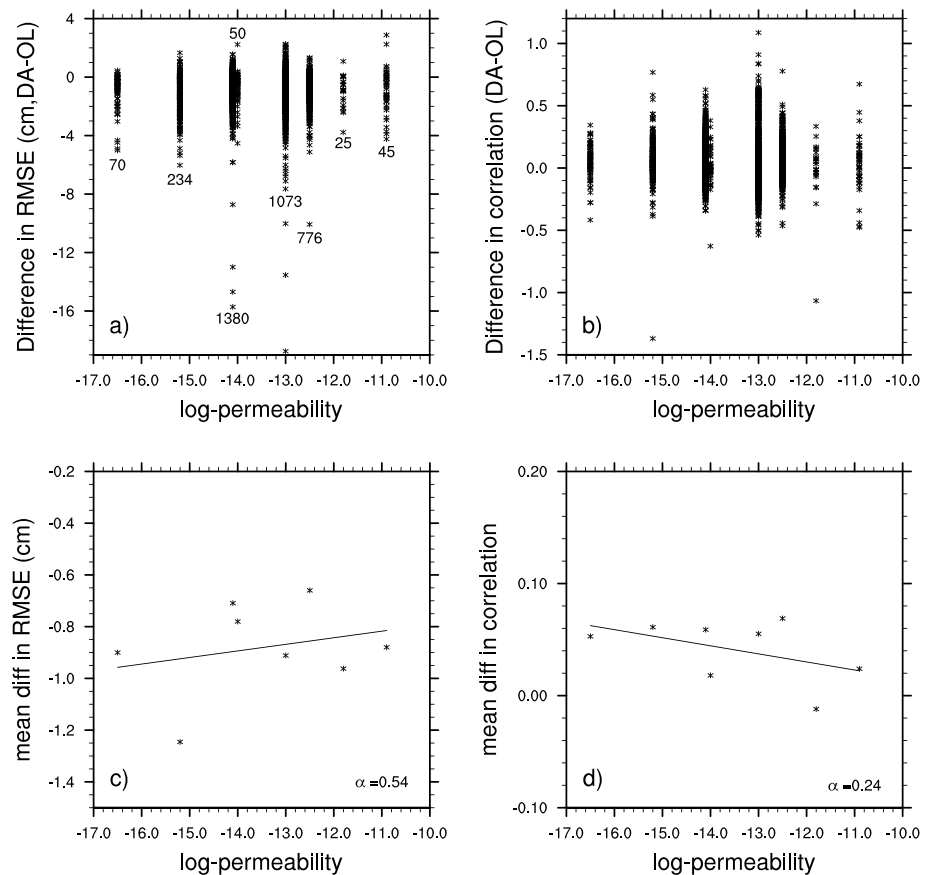 4
0
-4
-8
-12
-16
Difference in RMSE (cm,DA-OL)
50
70
234
25
45
1073
776
1380
a)
-17.0 -16.0 -15.0 -14.0 -13.0 -12.0 -11.0 -10.0
log-permeability
1.0
0.5
0.0
-0.5
-1.0
-1.5
Difference in correlation (DA-OL)
b)
-17.0 -16.0 -15.0 -14.0 -13.0 -12.0 -11.0 -10.0
log-permeability
-0.2
-0.4
-0.6
-0.8
-1.0
-1.2
-1.4
mean diff in RMSE (cm)
c)
α =0.54
-17.0 -16.0 -15.0 -14.0 -13.0 -12.0 -11.0 -10.0
log-permeability
0.20
0.10
0.00
-0.10
mean diff in correlation
d)
α =0.24
-17.0 -16.0 -15.0 -14.0 -13.0 -12.0 -11.0 -10.0
log-permeability